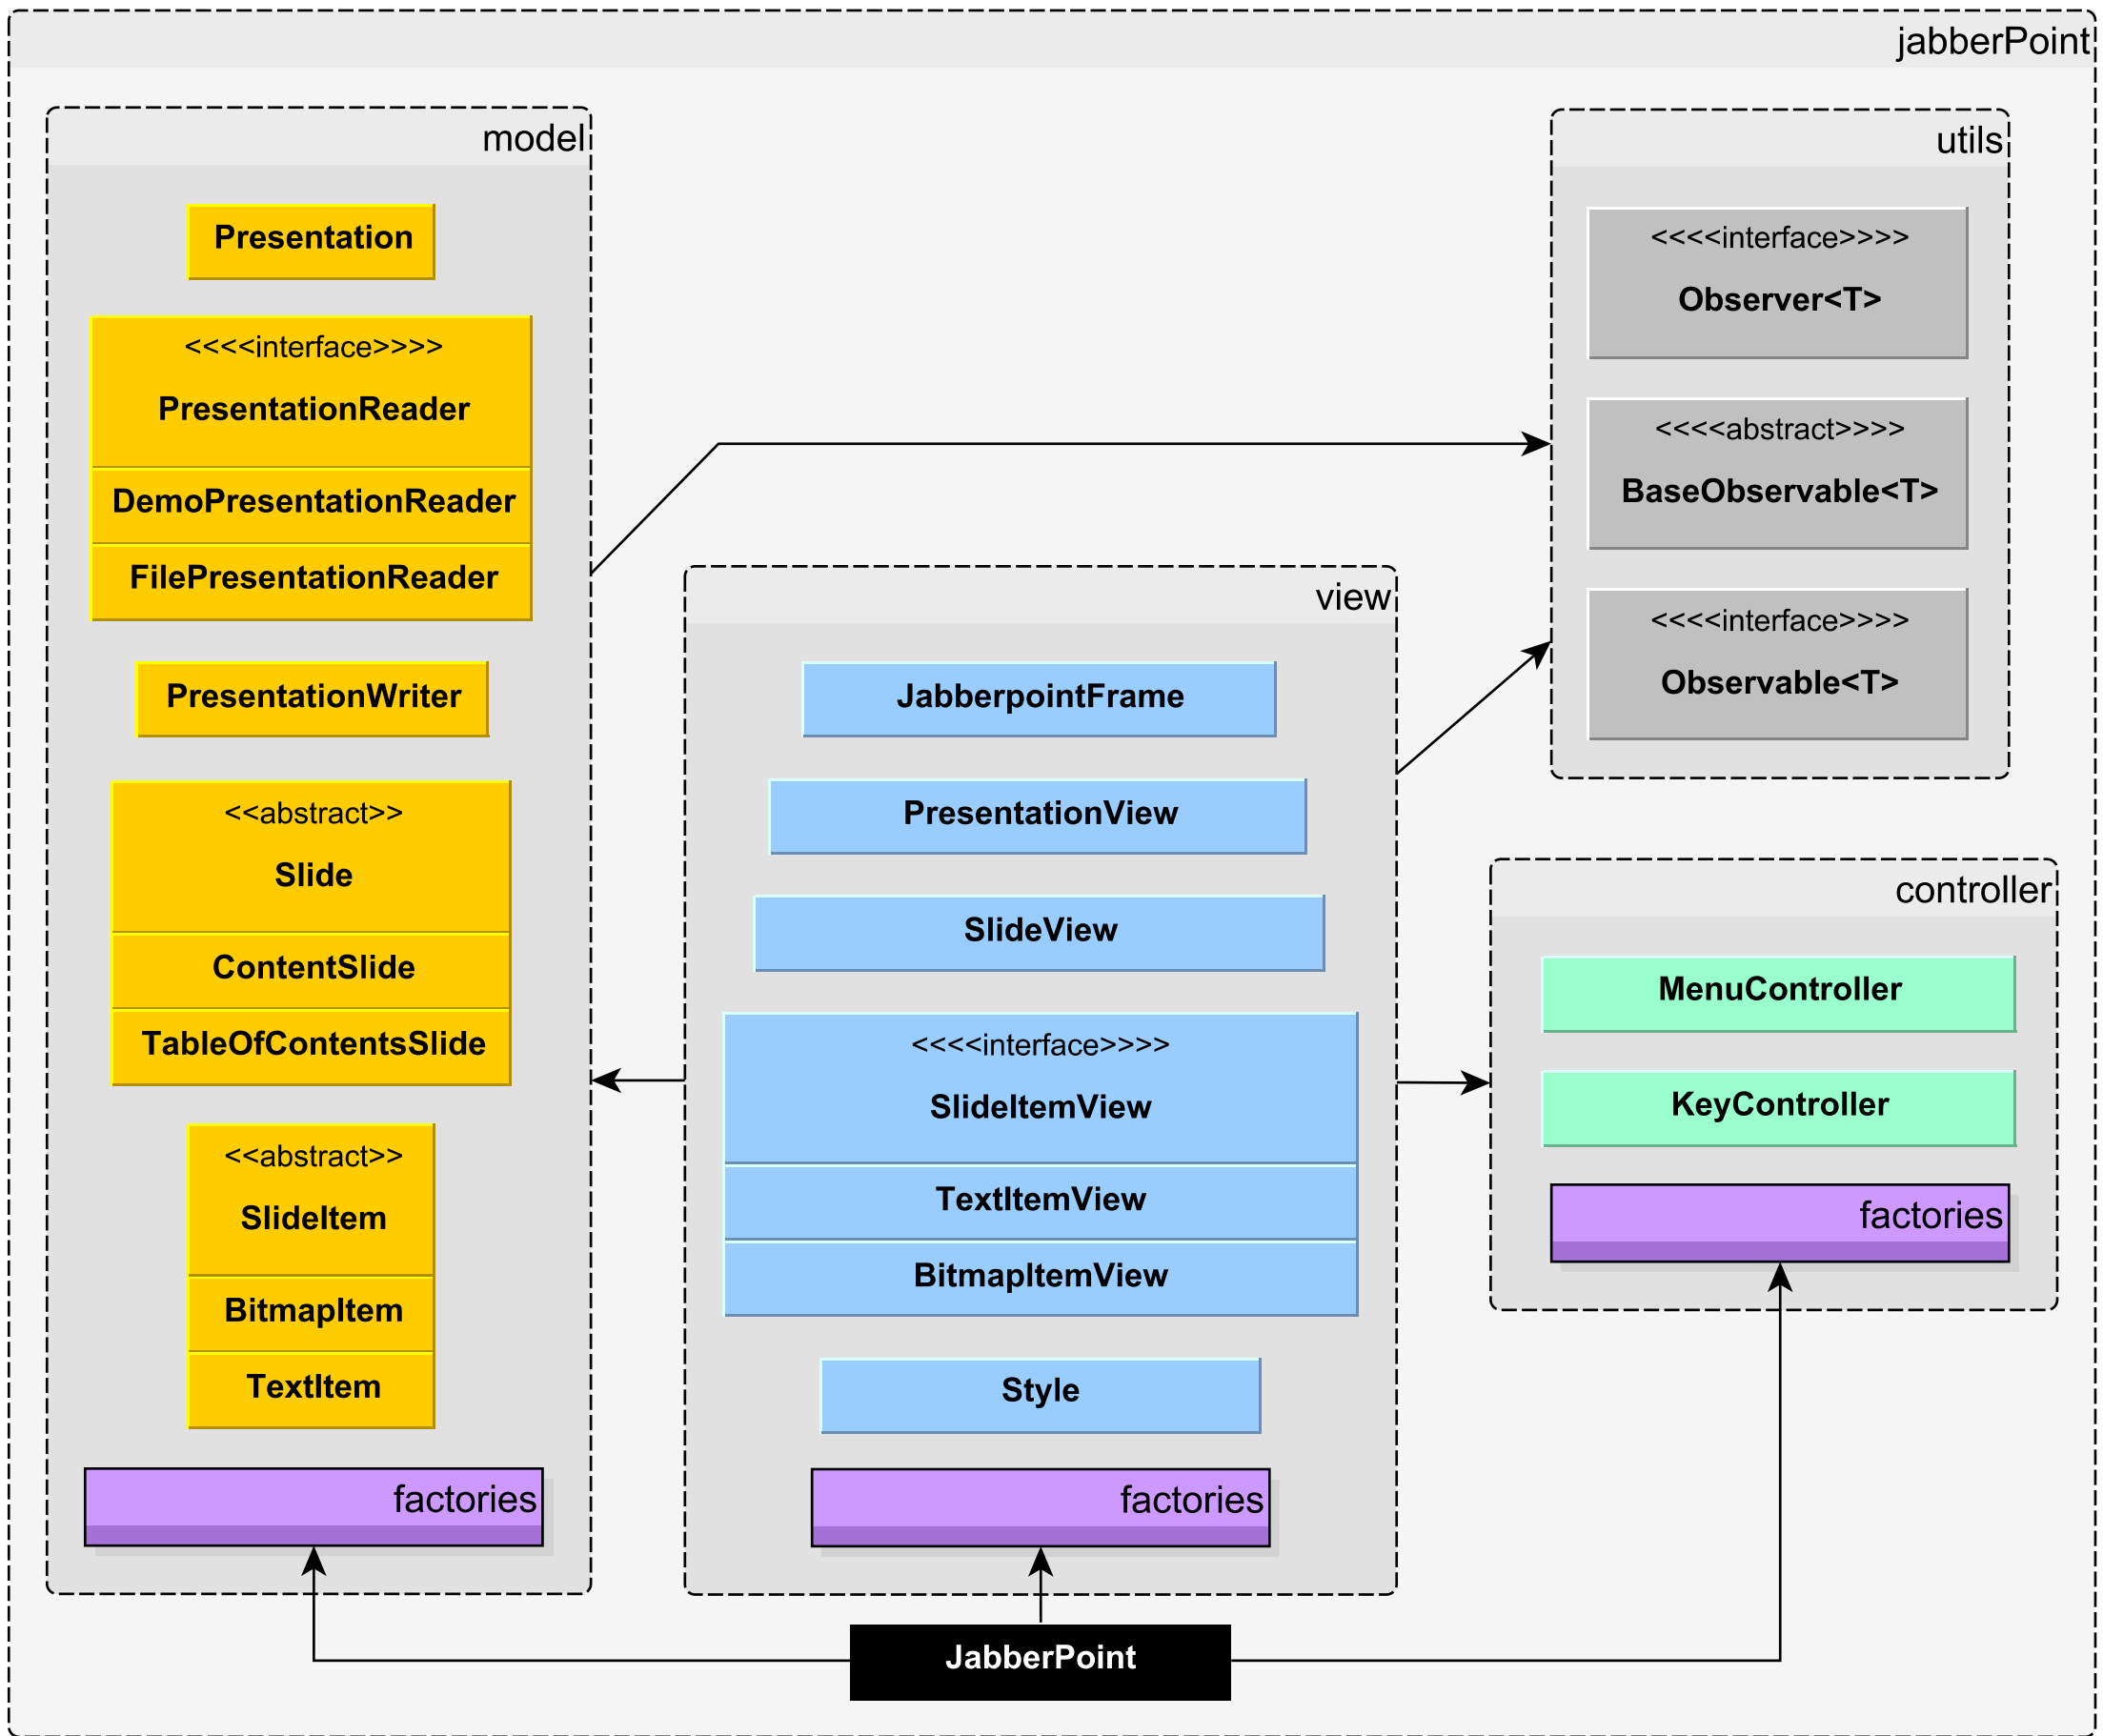 jabberPoint
model
Presentation
<<<<interface>>>>
PresentationReader
DemoPresentationReader
FilePresentationReader
PresentationWriter
<<abstract>>
Slide
ContentSlide
TableOfContentsSlide
<<abstract>>
SlideItem
BitmapItem
TextItem
factories
view
JabberpointFrame
PresentationView
SlideView
<<<<interface>>>>
SlideItemView
TextItemView
BitmapItemView
Style
factories
utils
<<<<interface>>>>
Observer<T>
<<<<abstract>>>>
BaseObservable<T>
<<<<interface>>>>
Observable<T>
controller
MenuController
KeyController
factories
JabberPoint